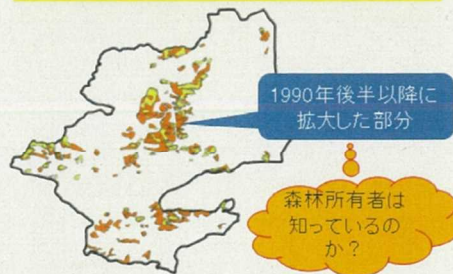 1990年後半以降に
拡大した部分
森林所有者は
知っているの
か？